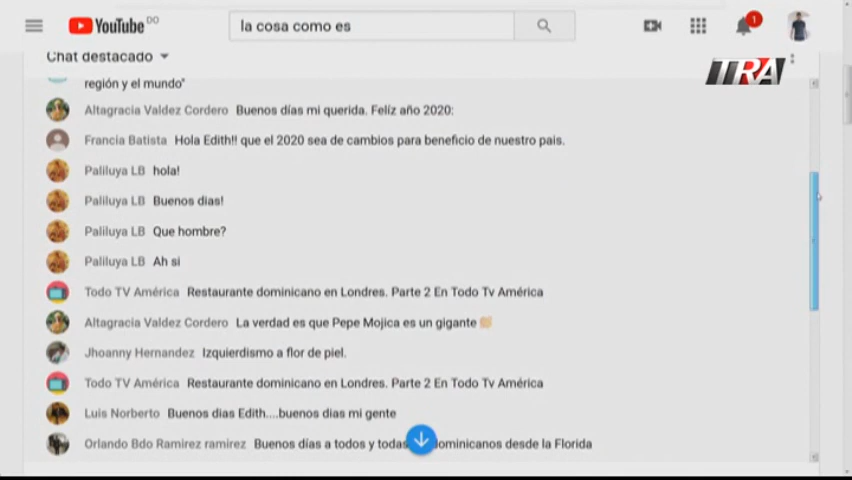 YouTube DO
la cosa como es
1
Chat destacado
TRA
región y el mundo"
Altagracia Valdez Cordero Buenos días mi querida. Felíz año 2020:
Francia Batista Hola Edith!! que el 2020 sea de cambios para beneficio de nuestro pais.
Paliluya LB hola!
Paliluya LB Buenos dias!
Paliluya LB Que hombre?
Paliluya LB Ah si
Todo TV América Restaurante dominicano en Londres. Parte 2 En Todo Tv América
Altagracia Valdez Cordero La verdad es que Pepe Mojica es un gigante 👏
Jhoanny Hernandez Izquierdismo a flor de piel.
Todo TV América Restaurante dominicano en Londres. Parte 2 En Todo Tv América
Luis Norberto Buenos dias Edith....buenos dias mi gente
Orlando Bdo Ramirez ramirez Buenos días a todos y todas dominicanos desde la Florida